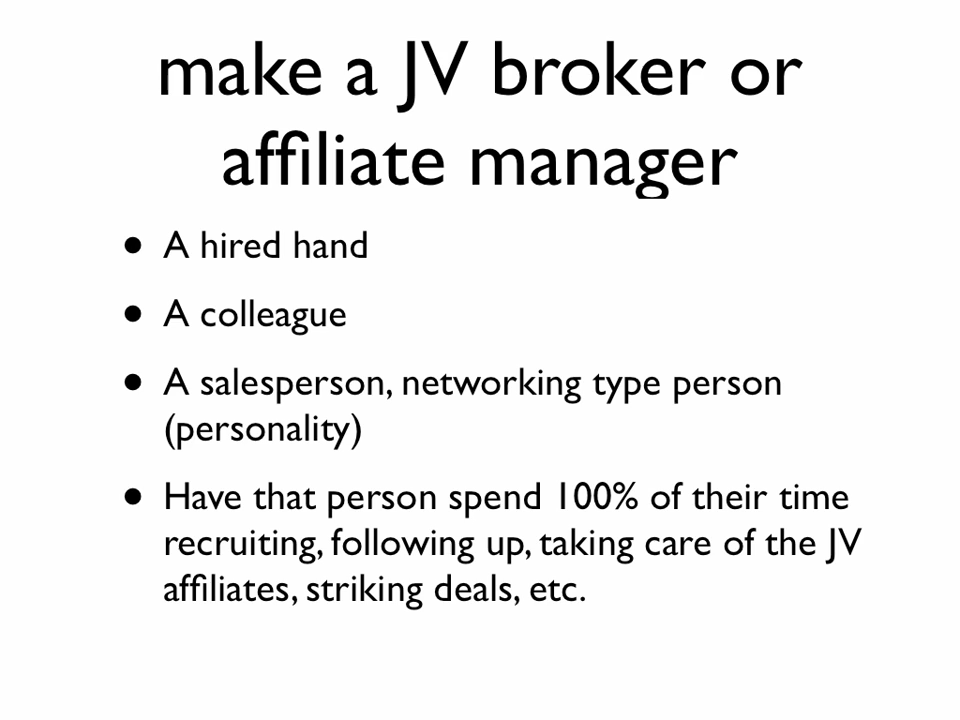 make a JV broker or
affiliate manager
• A hired hand
• A colleague
• A salesperson, networking type person
(personality)
• Have that person spend 100% of their time
recruiting, following up, taking care of the JV
affiliates, striking deals, etc.